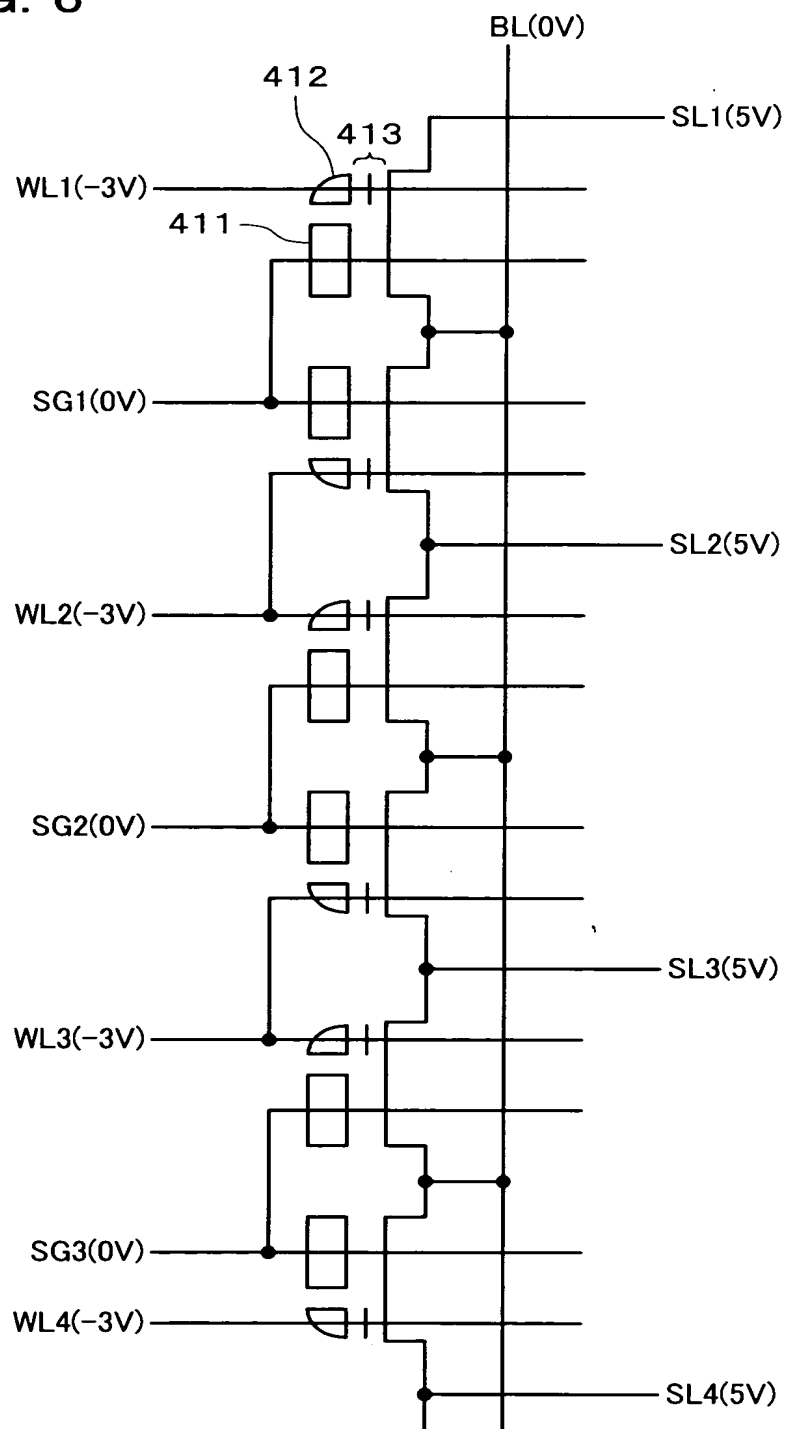 G. 8
BL(0V)
412
413
SL1(5V)
WL1(-3V)
411
SG1(0V)
SL2(5V)
WL2(-3V)
SG2(0V)
SL3(5V)
WL3(-3V)
SG3(0V)
WL4(-3V)
SL4(5V)